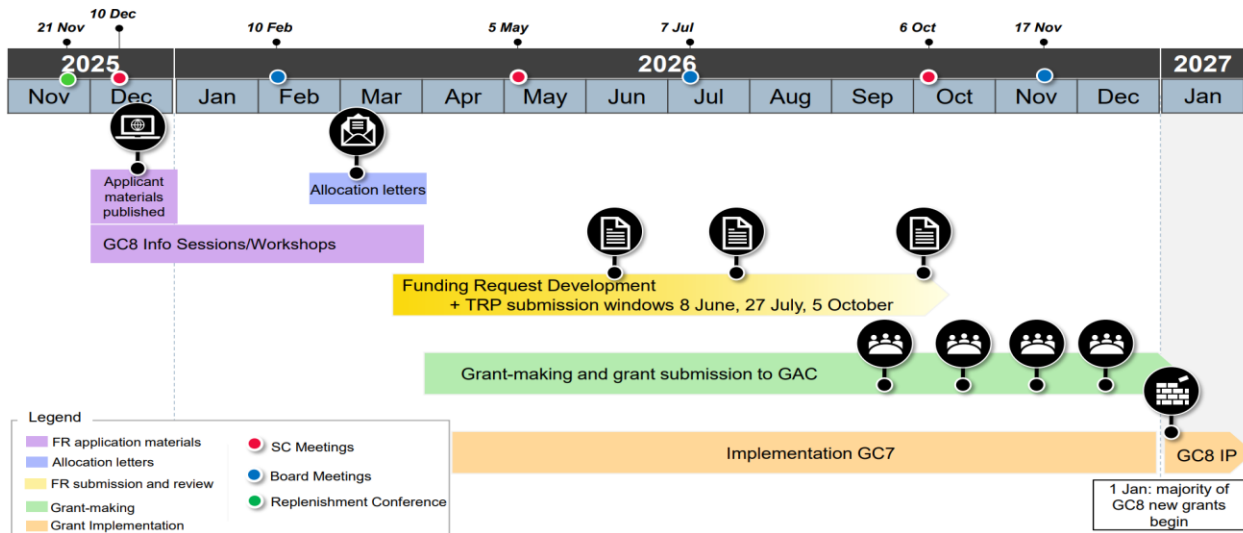 21 Nov
10 Dec
10 Feb
5 May
7 Jul
6 Oct
17 Nov
2025
2026
2027
Nov
Dec
Jan
Feb
Mar
Apr
May
Jun
Jul
Aug
Sep
Oct
Nov
Dec
Jan
Applicant
materials
published
Allocation letters
GC8 Info Sessions/Workshops
Funding Request Development
+ TRP submission windows 8 June, 27 July, 5 October
Grant-making and grant submission to GAC
Implementation GC7
GC8 IP
1 Jan: majority of
GC8 new grants
begin
Legend
FR application materials
Allocation letters
FR submission and review
Grant-making
Grant Implementation
SC Meetings
Board Meetings
Replenishment Conference